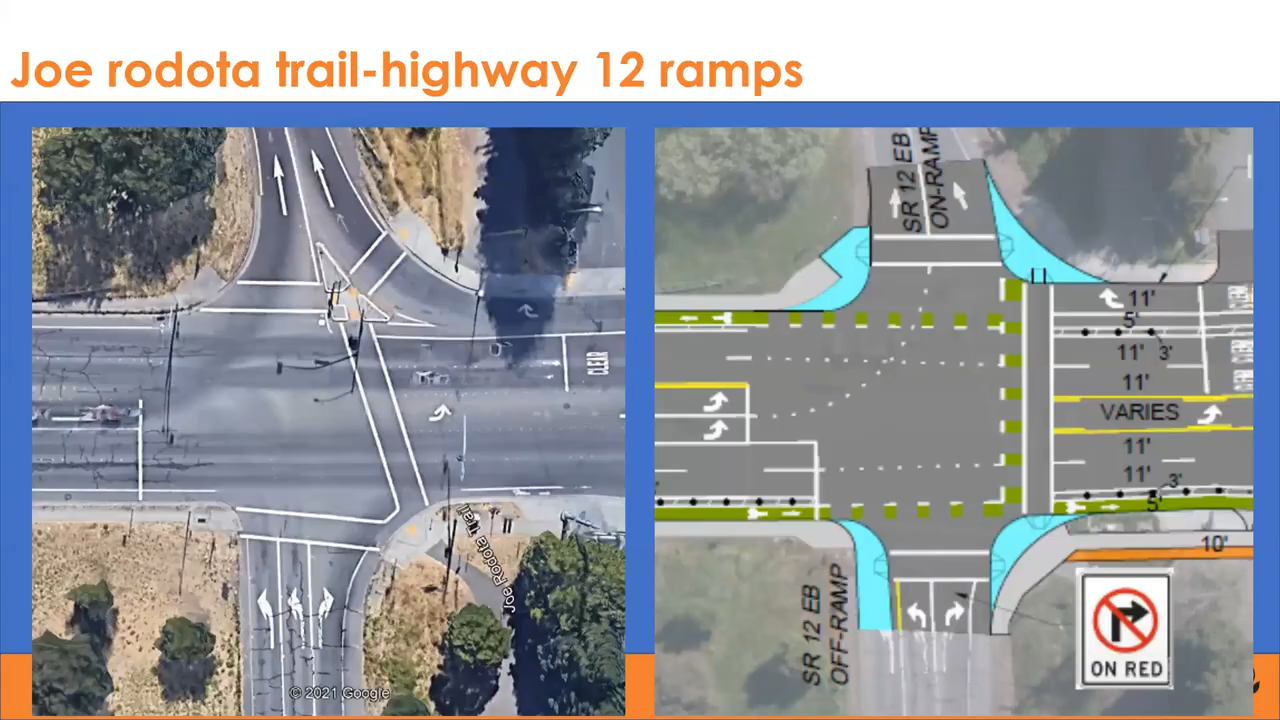 Joe rodota trail-highway 12 ramps
CLEAR
Joe Rodota Trail
© 2021 Google
SR 12 EB
ON-RAMP
11'
5'
11'
3'
11'
VARIES
11'
11'
3'
5'
10'
SR 12 EB
OFF-RAMP
ON RED